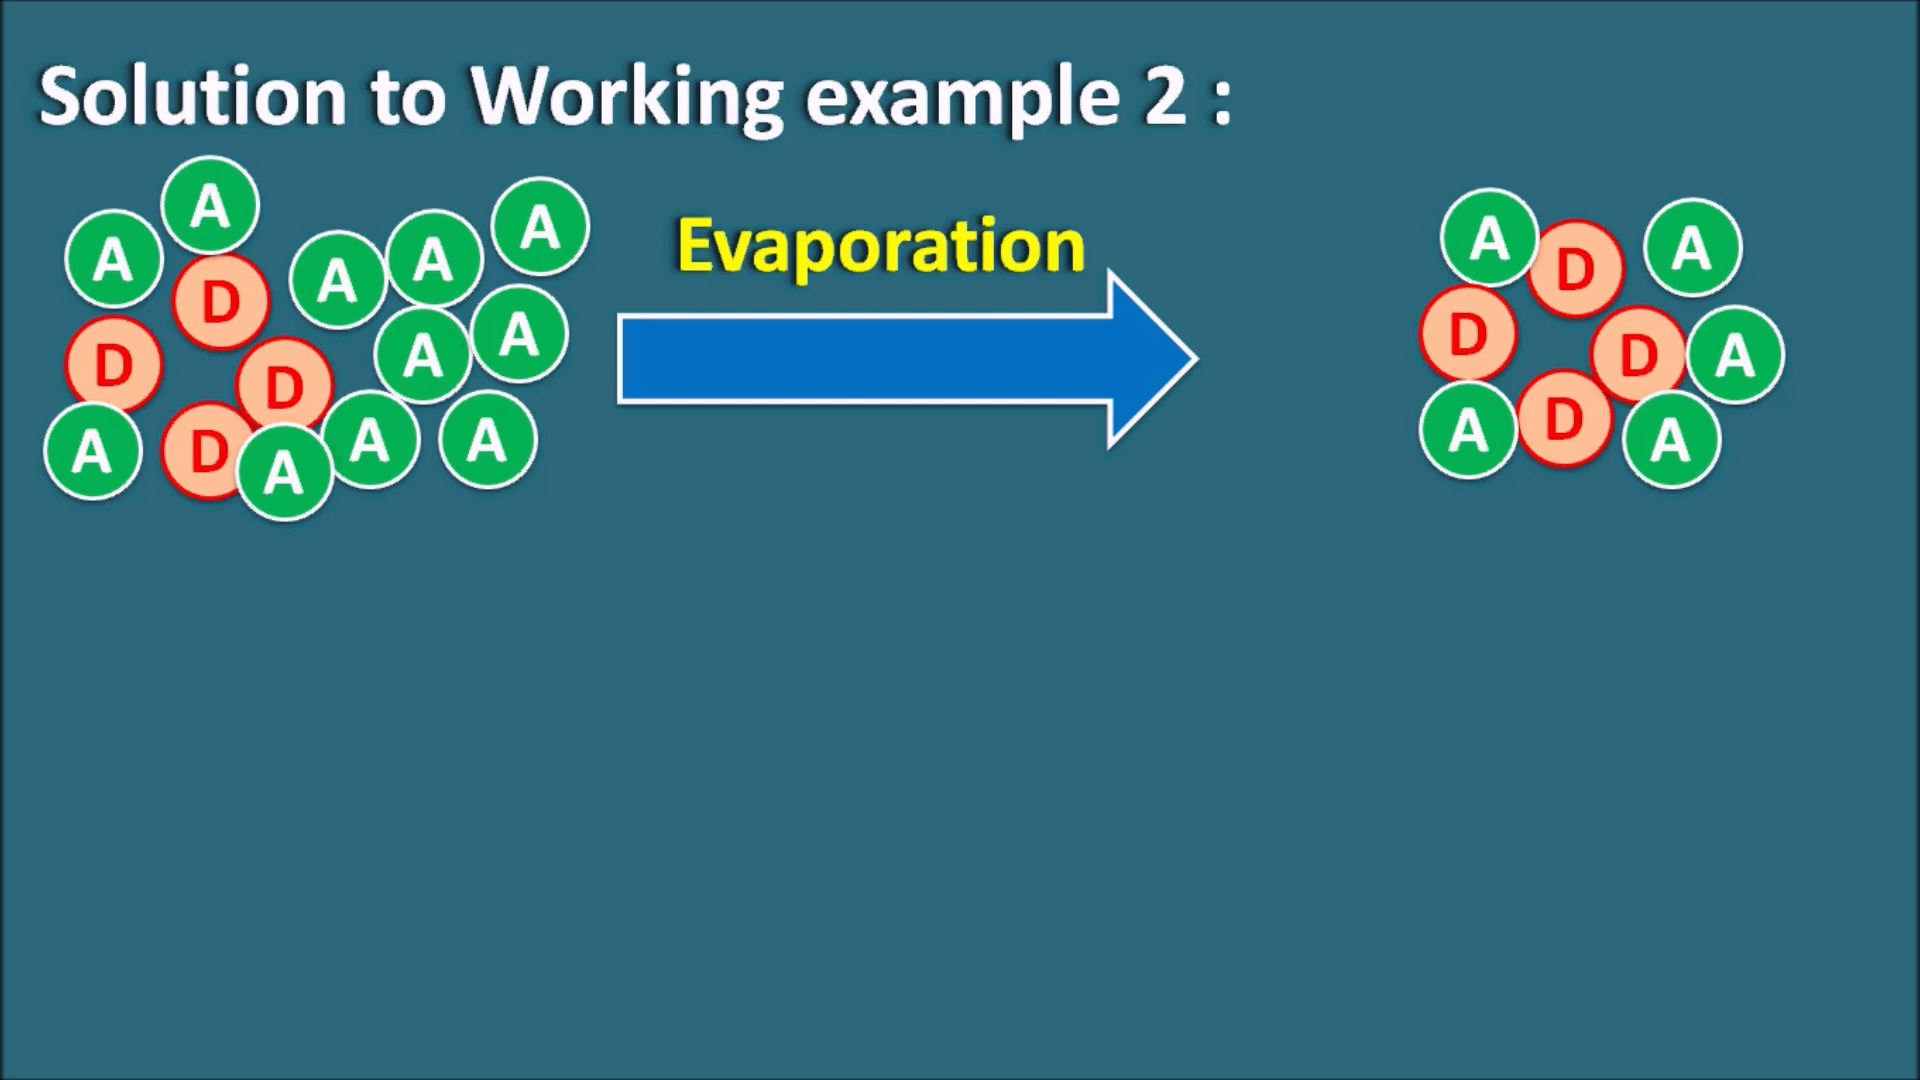 Solution to Working example 2 :
A
A A A A
A D
A A
D D
A D A A A
Evaporation
A D A
D D A
A D A